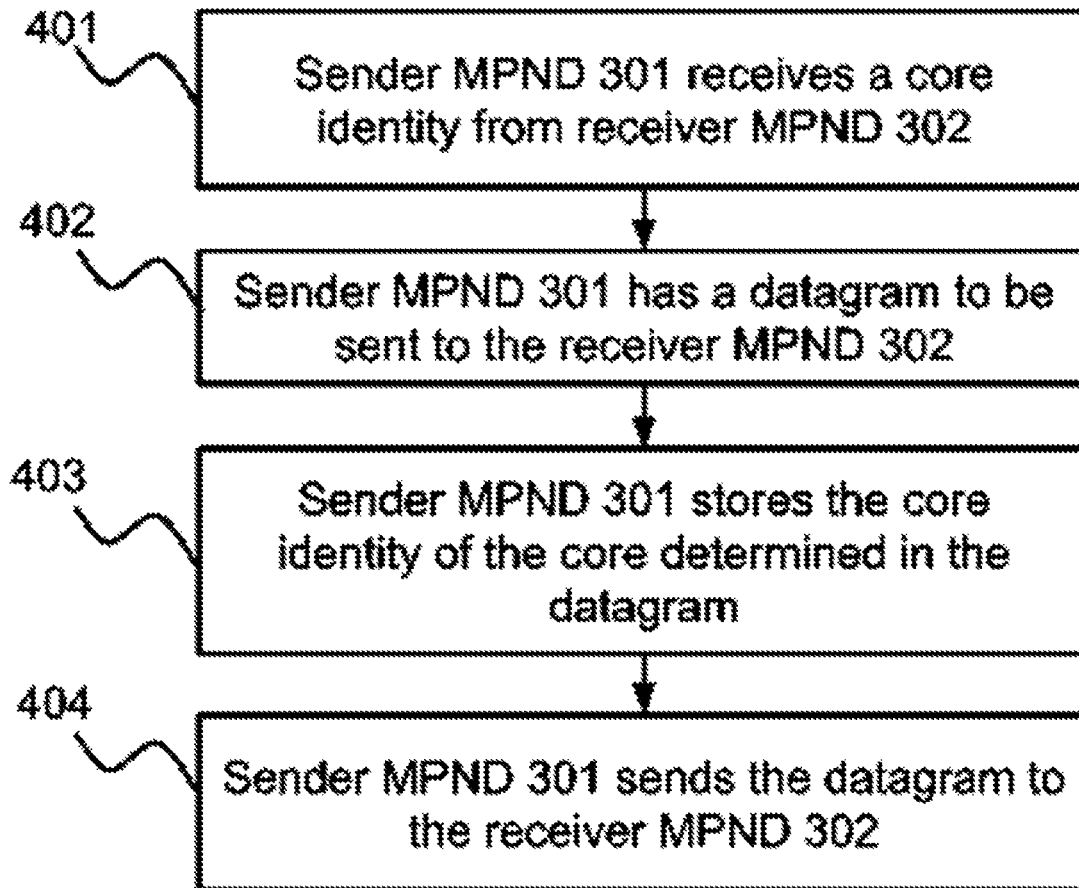 401
Sender MPND 301 receives a core
identity from receiver MPND 302
402
Sender MPND 301 has a datagram to be
sent to the receiver MPND 302
403
Sender MPND 301 stores the core
identity of the core determined in the
datagram
404
Sender MPND 301 sends the datagram to
the receiver MPND 302